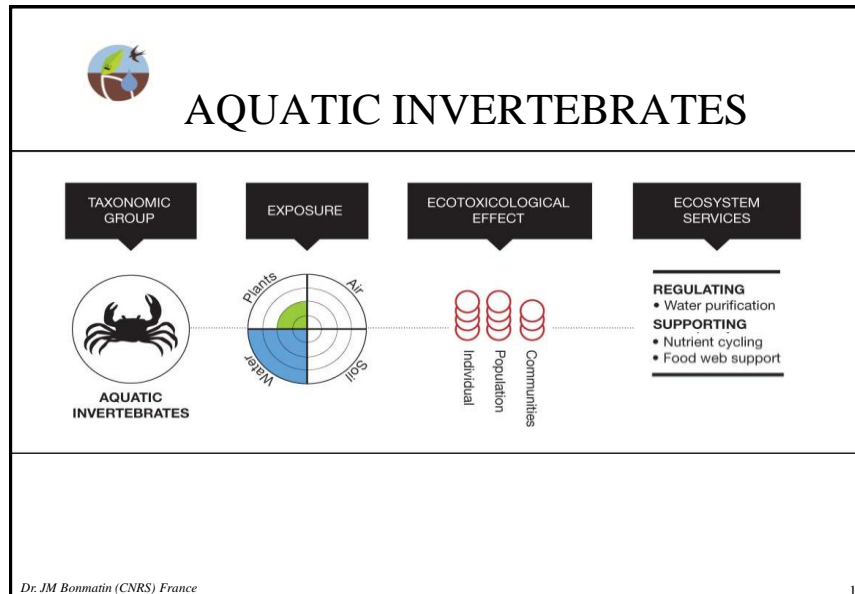 AQUATIC INVERTEBRATES
TAXONOMIC
GROUP
EXPOSURE
ECOTOXICOLOGICAL
EFFECT
ECOSYSTEM
SERVICES
Plants
Air
Water
Soil
AQUATIC
INVERTEBRATES
Individual
Population
Communities
REGULATING
• Water purification
SUPPORTING
• Nutrient cycling
• Food web support
Dr. JM Bonmatin (CNRS) France
1